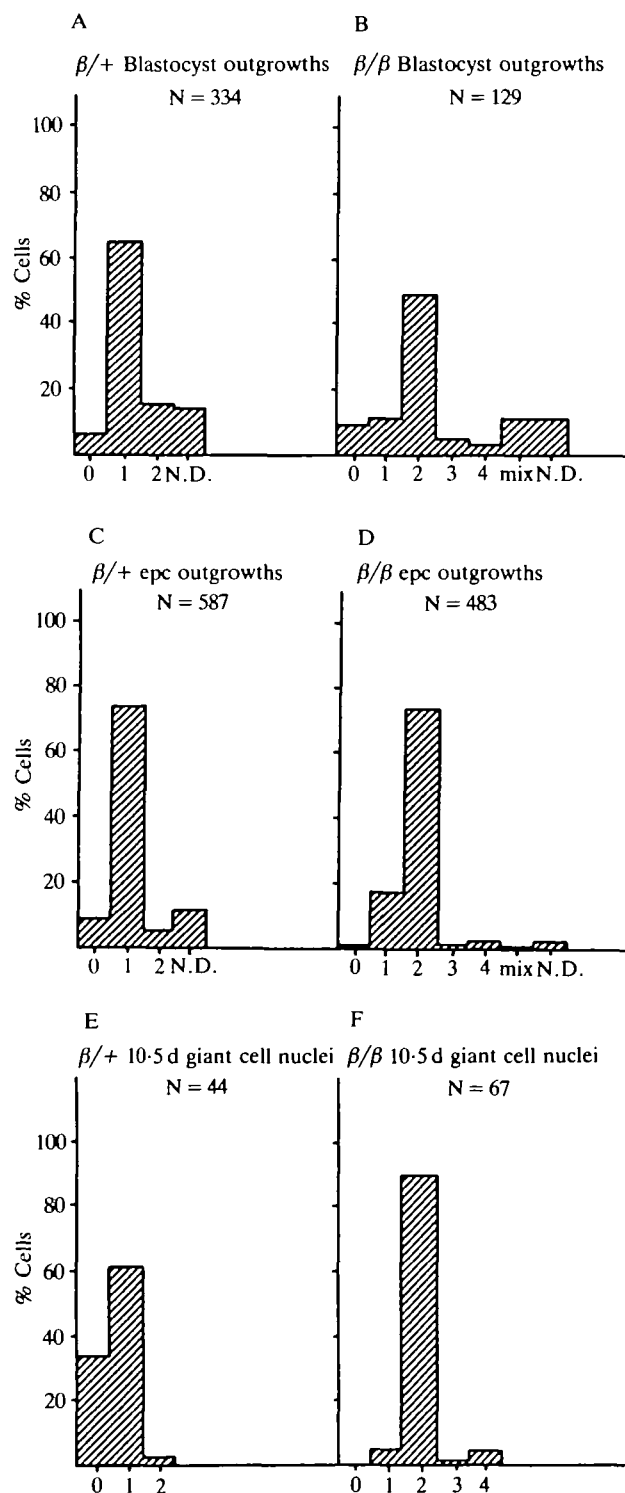 A
β/+ Blastocyst outgrowths
N = 334
B
β/β Blastocyst outgrowths
N = 129
100
80
60
40
20
% Cells
0 1 2 N.D.
0 1 2 3 4 mix N.D.
C
β/+ epc outgrowths
N = 587
D
β/β epc outgrowths
N = 483
100
80
60
40
20
% Cells
0 1 2 N.D.
0 1 2 3 4 mix N.D.
E
β/+ 10·5 d giant cell nuclei
N = 44
F
β/β 10·5 d giant cell nuclei
N = 67
100
80
60
40
20
% Cells
0 1 2
0 1 2 3 4